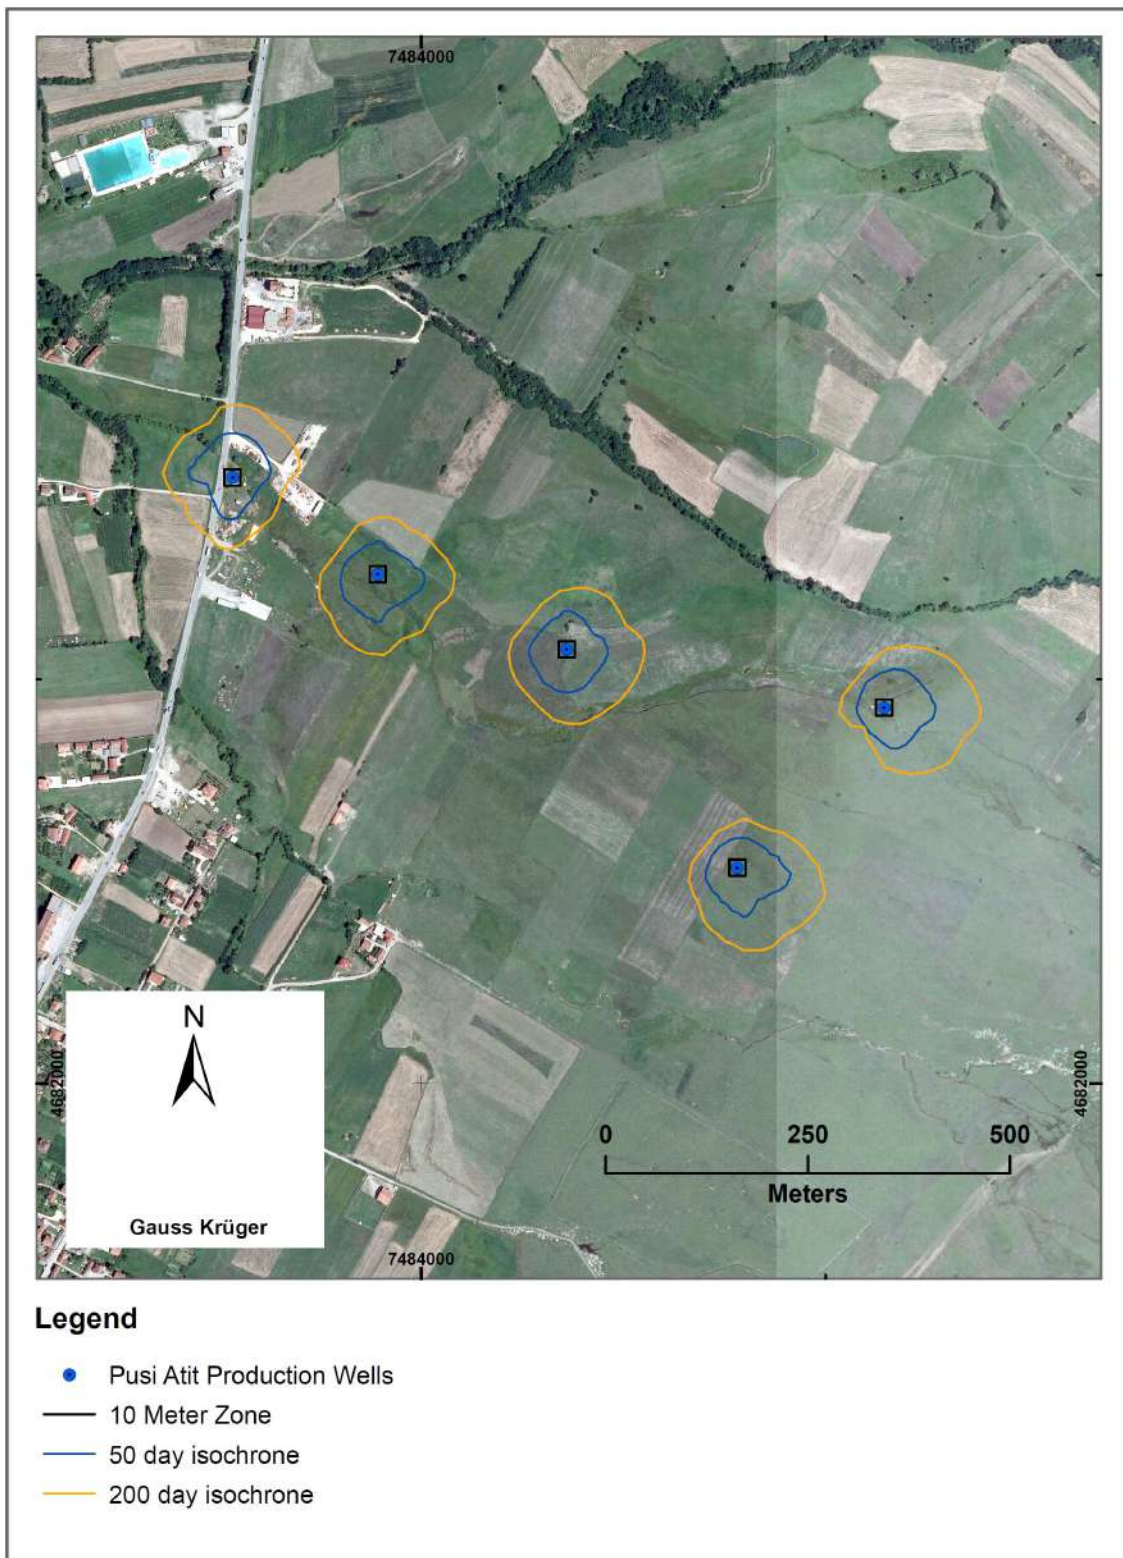 7484000
4682000
4682000
N
Gauss Krüger
0 250 500
Meters
7484000
Legend
Pusi Atit Production Wells
10 Meter Zone
50 day isochrone
200 day isochrone